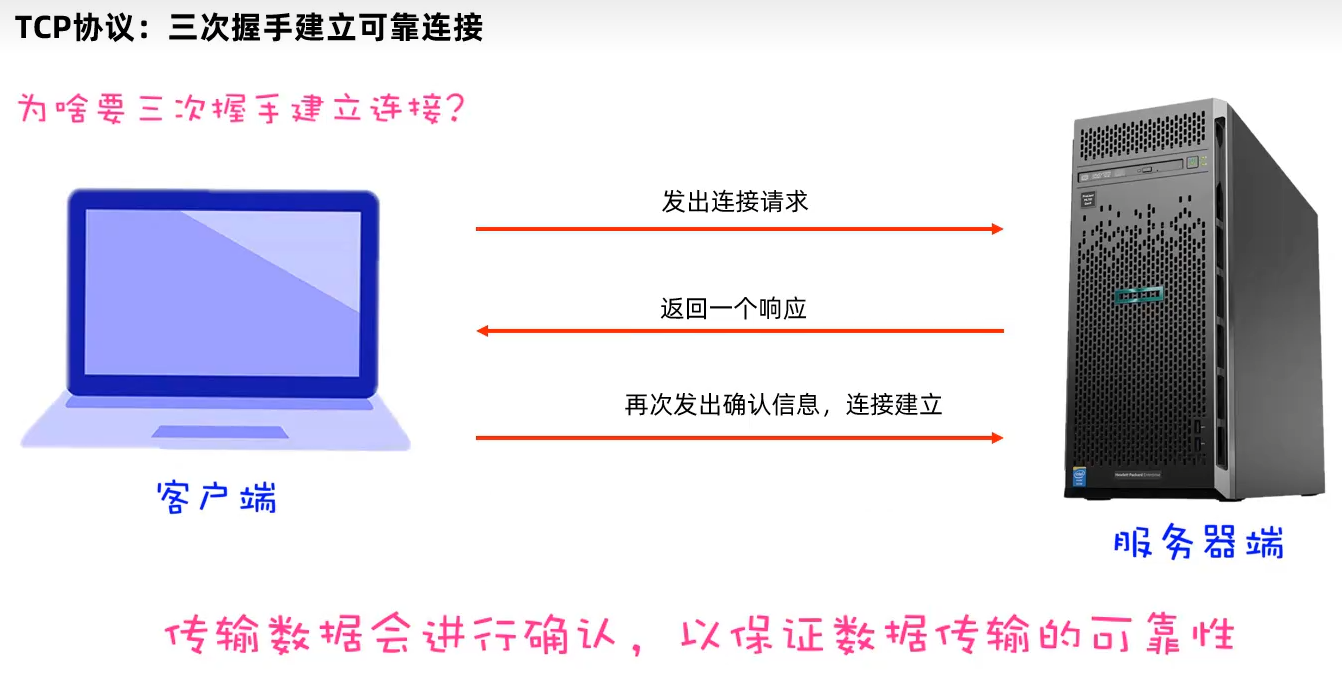 TCP协议：三次握手建立可靠连接
为啥要三次握手建立连接？
发出连接请求
返回一个响应
再次发出确认信息，连接建立
客户端
服务器端
传输数据会进行确认，以保证数据传输的可靠性